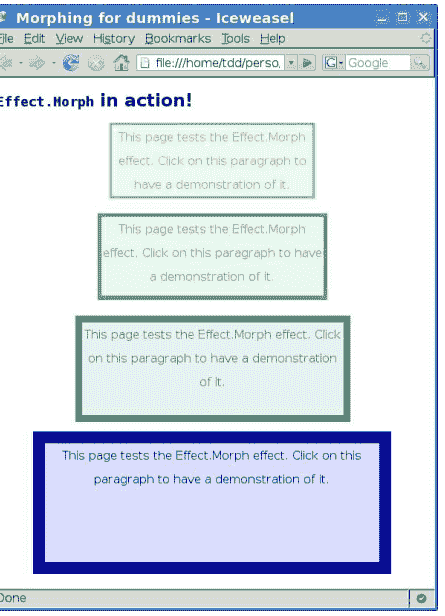 Morphing for dummies - Iceweasel
File Edit View History Bookmarks Tools Help
file:///home/tdd/perso, G Google
Effect.Morph in action!
This page tests the Effect.Morph
effect. Click on this paragraph to
have a demonstration of it.
This page tests the Effect.Morph
effect. Click on this paragraph to have
a demonstration of it.
This page tests the Effect.Morph effect. Click
on this paragraph to have a demonstration
of it.
This page tests the Effect.Morph effect. Click on this
paragraph to have a demonstration of it.
Done